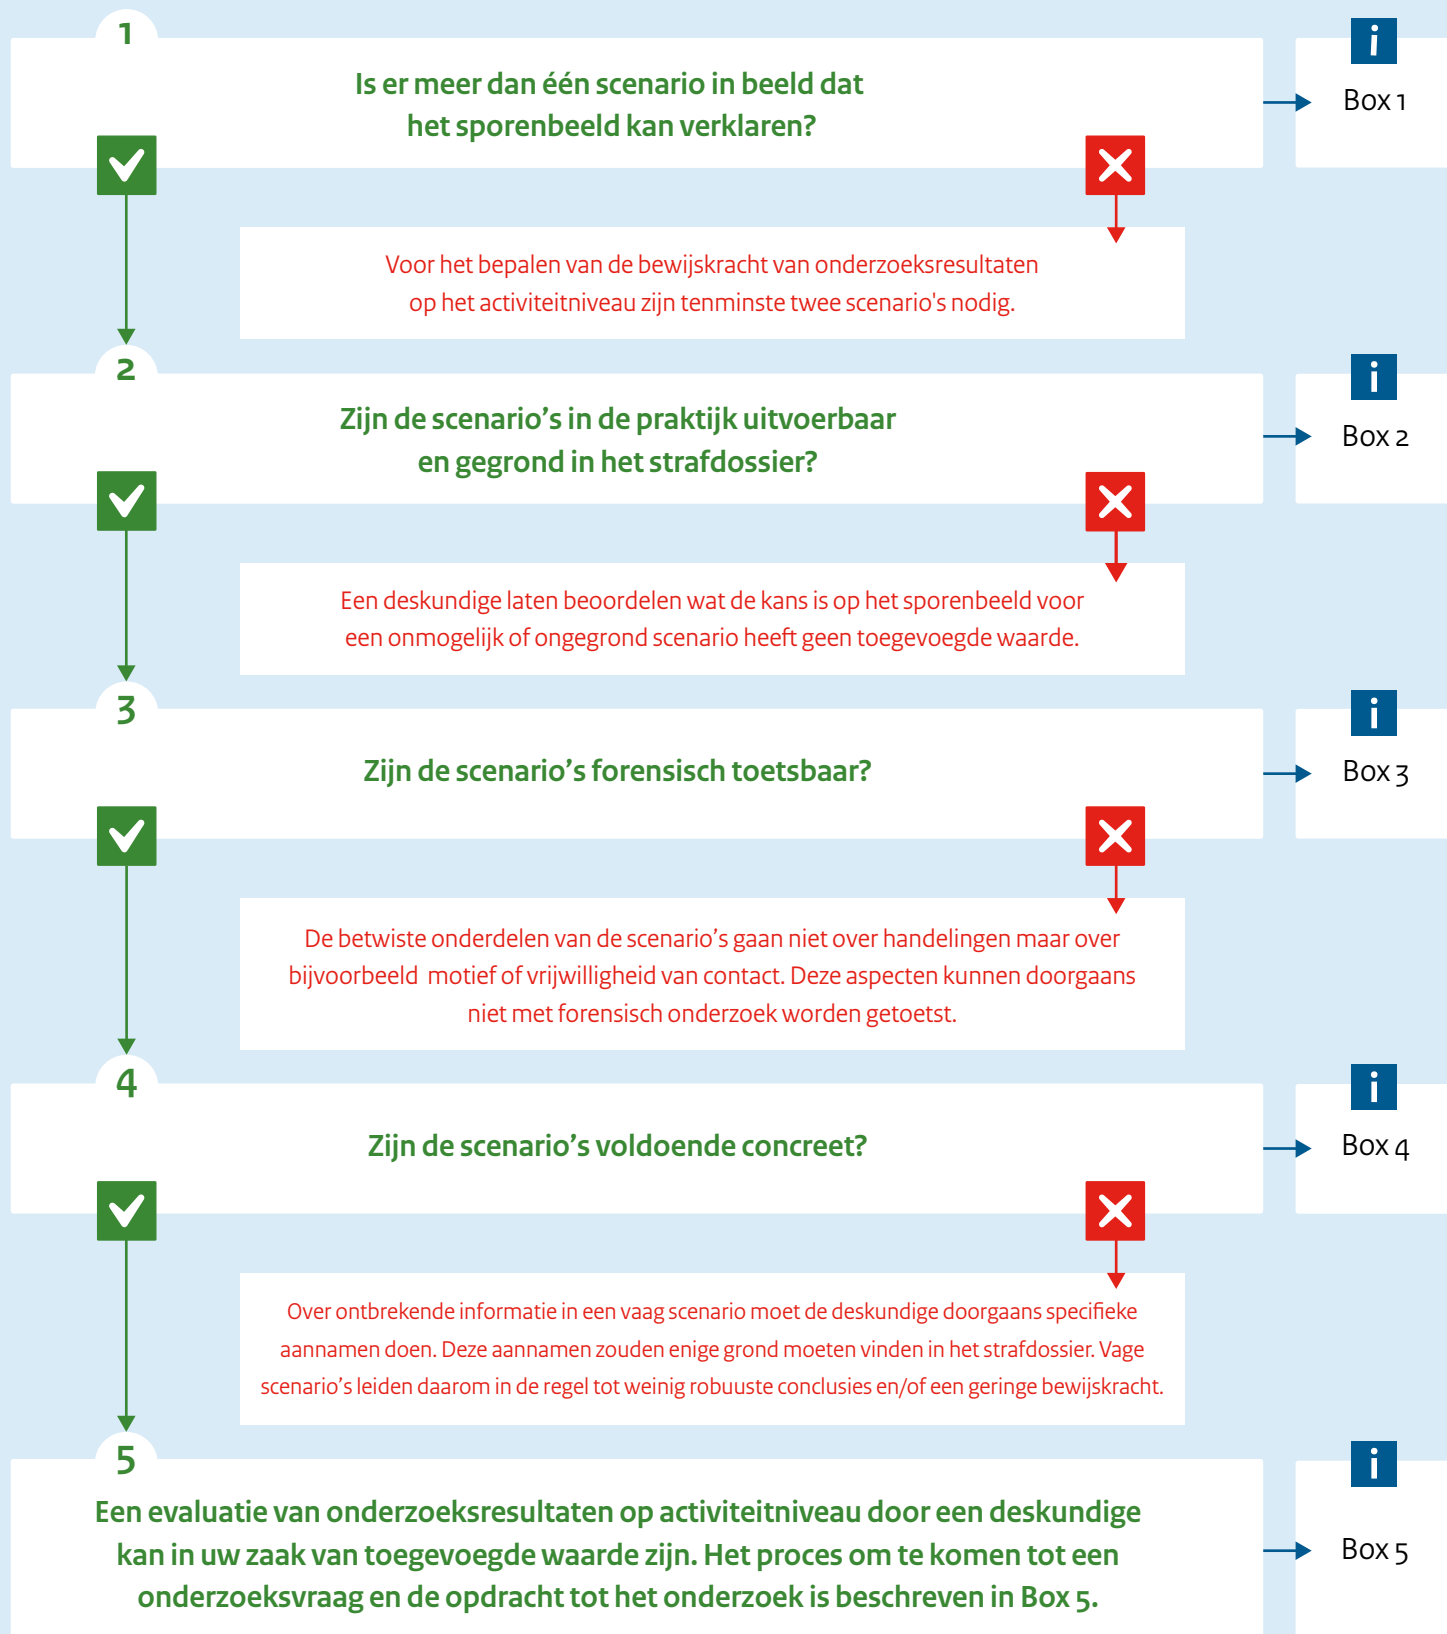 1
i
Is er meer dan één scenario in beeld dat
het sporenbeeld kan verklaren?
Box 1
Voor het bepalen van de bewijskracht van onderzoeksresultaten
op het activiteitniveau zijn tenminste twee scenario's nodig.
2
i
Zijn de scenario’s in de praktijk uitvoerbaar
en gegrond in het strafdossier?
Box 2
Een deskundige laten beoordelen wat de kans is op het sporenbeeld voor
een onmogelijk of ongegrond scenario heeft geen toegevoegde waarde.
3
i
Zijn de scenario’s forensisch toetsbaar?
Box 3
De betwiste onderdelen van de scenario’s gaan niet over handelingen maar over
bijvoorbeeld motief of vrijwilligheid van contact. Deze aspecten kunnen doorgaans
niet met forensisch onderzoek worden getoetst.
4
i
Zijn de scenario’s voldoende concreet?
Box 4
Over ontbrekende informatie in een vaag scenario moet de deskundige doorgaans specifieke
aannamen doen. Deze aannamen zouden enige grond moeten vinden in het strafdossier. Vage
scenario’s leiden daarom in de regel tot weinig robuuste conclusies en/of een geringe bewijskracht.
5
i
Een evaluatie van onderzoeksresultaten op activiteitniveau door een deskundige
kan in uw zaak van toegevoegde waarde zijn. Het proces om te komen tot een
onderzoeksvraag en de opdracht tot het onderzoek is beschreven in Box 5.
Box 5